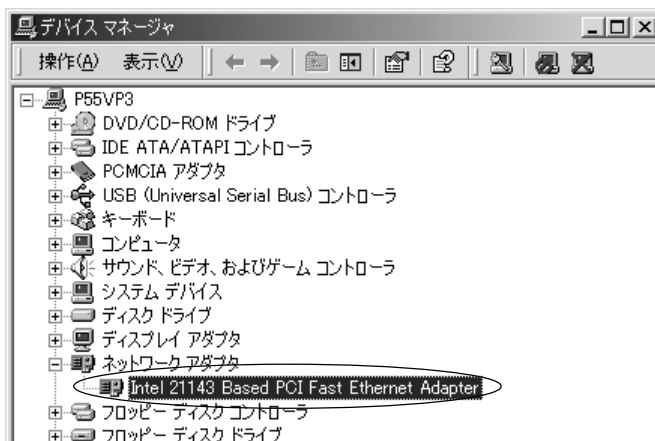 デバイス マネージャ
操作(A) 表示(V)
P55VP3
DVD/CD-ROM ドライブ
IDE ATA/ATAPI コントローラ
PCMCIA アダプタ
USB (Universal Serial Bus) コントローラ
キーボード
コンピュータ
サウンド、ビデオ、およびゲーム コントローラ
システム デバイス
ディスク ドライブ
ディスプレイ アダプタ
ネットワーク アダプタ
Intel 21143 Based PCI Fast Ethernet Adapter
フロッピー ディスク コントローラ
フロッピー ディスク ドライブ